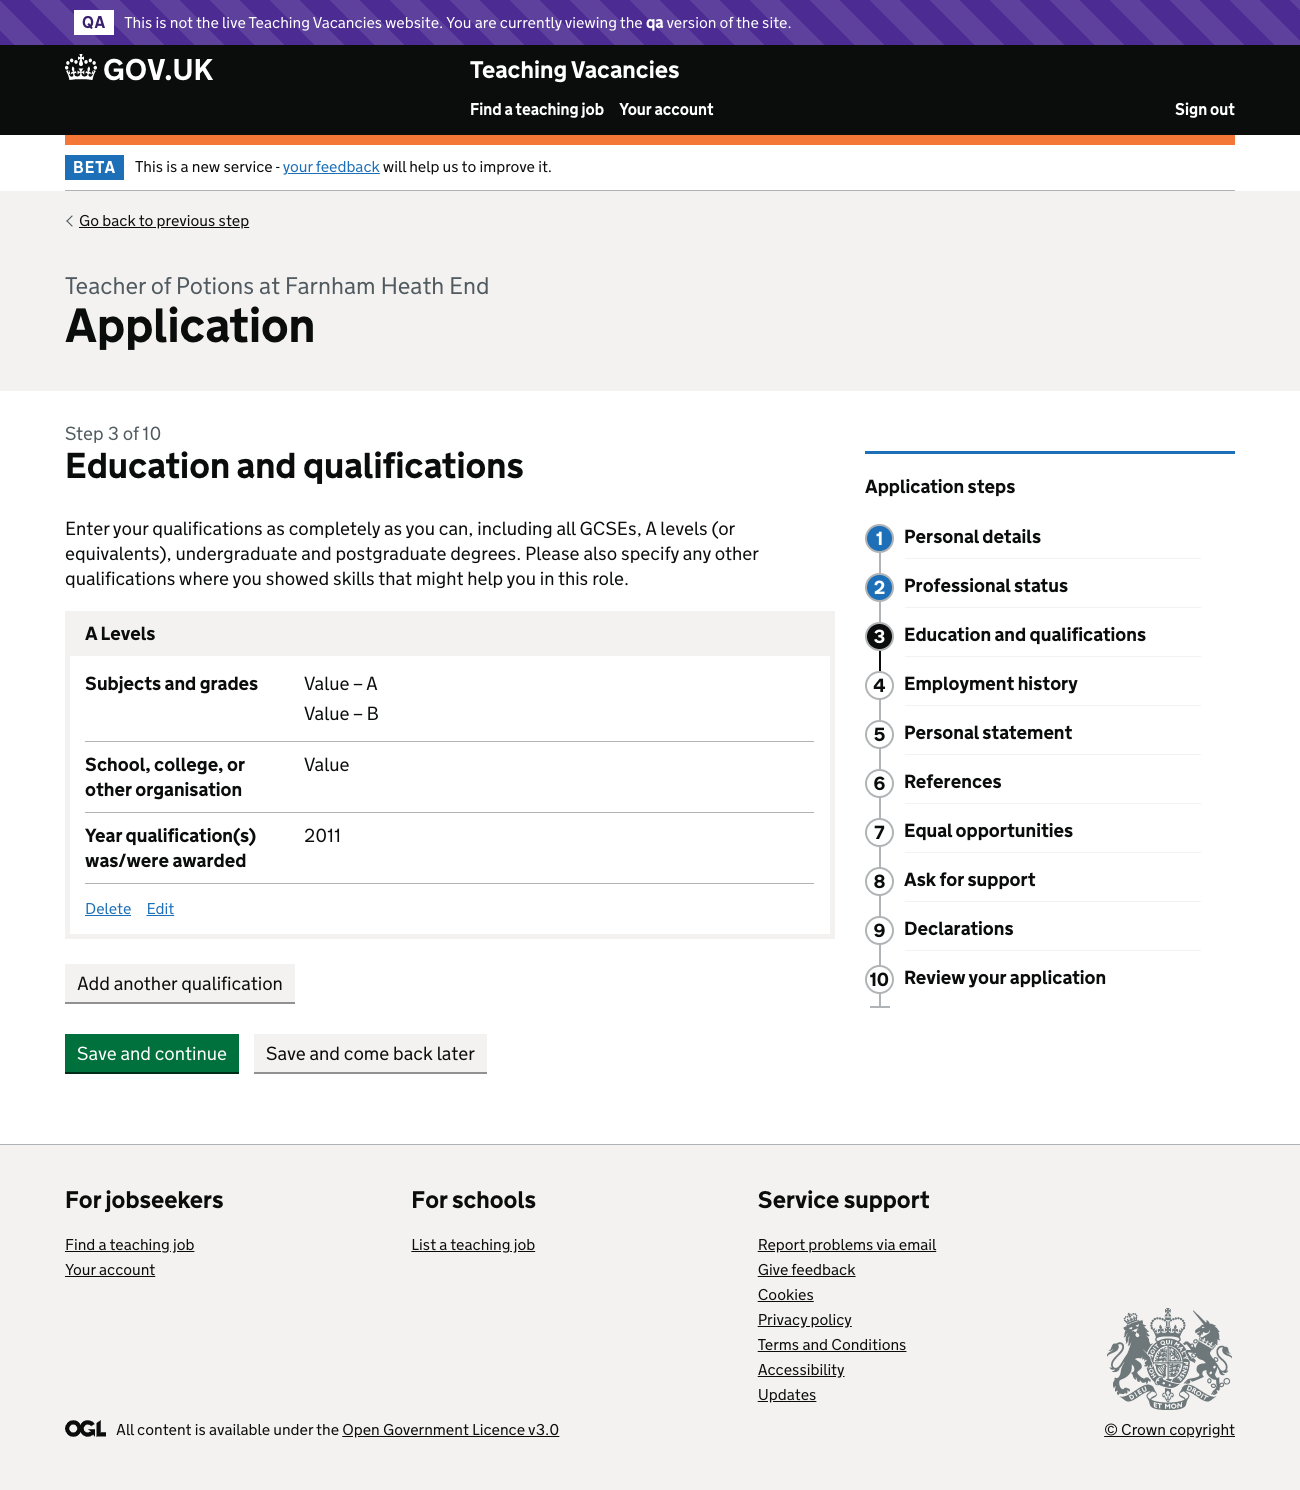 QA This is not the live Teaching Vacancies website. You are currently viewing the qa version of the site.
GOV.UK
Teaching Vacancies
Find a teaching job Your account Sign out
BETA This is a new service - your feedback will help us to improve it.
Go back to previous step
Teacher of Potions at Farnham Heath End
Application
Step 3 of 10
Education and qualifications
Enter your qualifications as completely as you can, including all GCSEs, A levels (or
equivalents), undergraduate and postgraduate degrees. Please also specify any other
qualifications where you showed skills that might help you in this role.
A Levels
Subjects and grades Value – A
Value – B
School, college, or Value
other organisation
Year qualification(s) 2011
was/were awarded
Delete Edit
Add another qualification
Save and continue Save and come back later
Application steps
1 Personal details
2 Professional status
3 Education and qualifications
4 Employment history
5 Personal statement
6 References
7 Equal opportunities
8 Ask for support
9 Declarations
10 Review your application
For jobseekers
Find a teaching job
Your account
For schools
List a teaching job
Service support
Report problems via email
Give feedback
Cookies
Privacy policy
Terms and Conditions
Accessibility
Updates
DIEU ET MON DROIT
OGL All content is available under the Open Government Licence v3.0
© Crown copyright